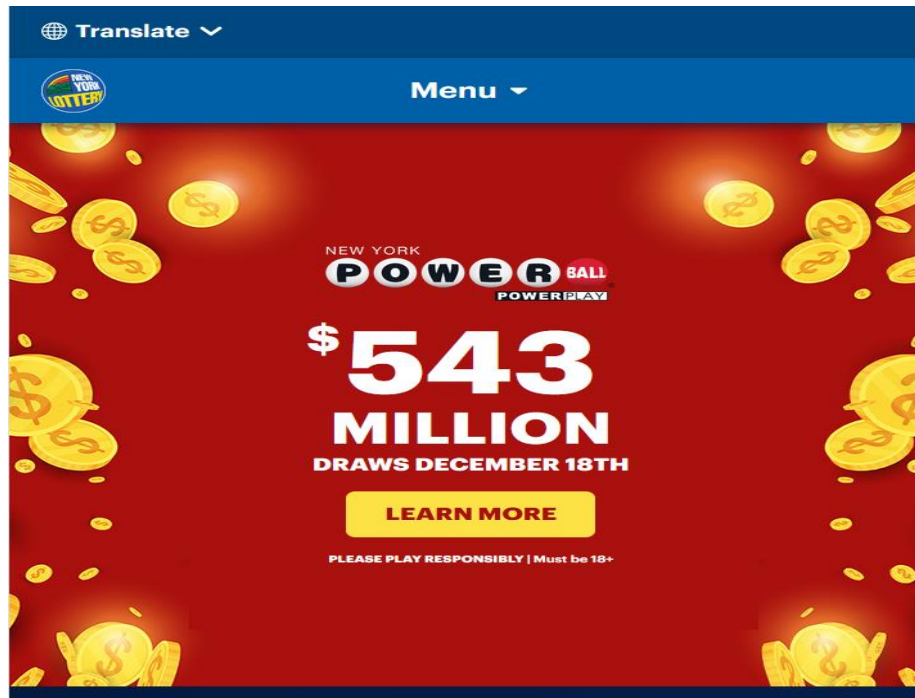 Translate
NEW
YORK
LOTTERY
Menu
NEW YORK
POWERBALL
POWERPLAY
$543
MILLION
DRAWS DECEMBER 18TH
LEARN MORE
PLEASE PLAY RESPONSIBLY | Must be 18+